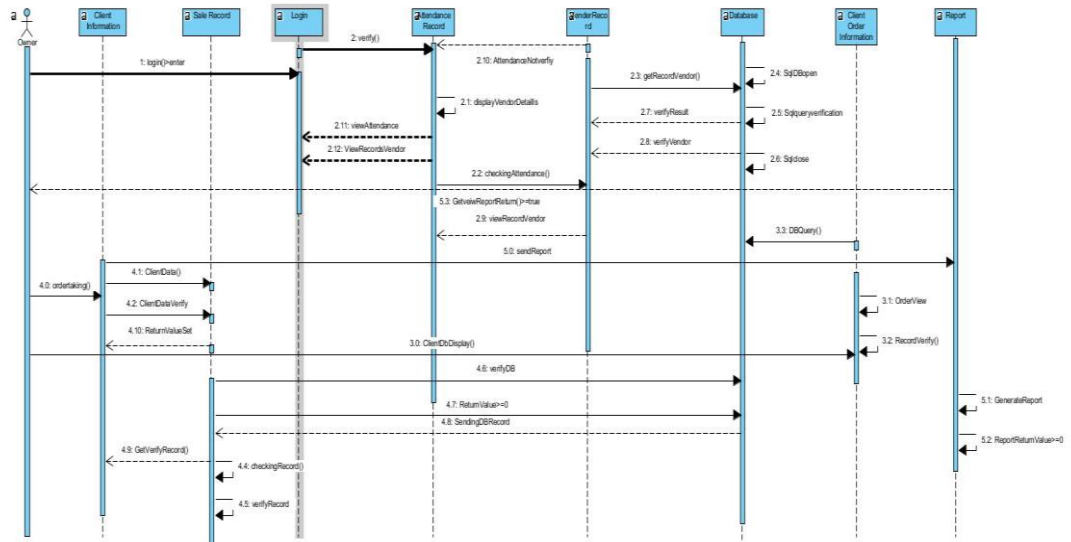 a
Owner
Client
Information
Sale Record
Login
Attendance
Record
enderReco
rd
Database
Client
Order
Information
Report
2: verify()
2.10: AttendanceNotverfiy
1: login()>enter
2.3: getRecordVendor()
2.4: SqlDBopen
2.1: displayVendorDetaills
2.7: verifyResult
2.5: Sqlqueryverification
2.11: viewAttendance
2.12: ViewRecordsVendor
2.8: verifyVendor
2.6: Sqlclose
2.2: checkingAttendance()
5.3: GetveiwReportReturn()>=true
2.9: viewRecordVendor
3.3: DBQuery()
5.0: sendReport
4.1: ClientData()
4.0: ordertaking()
4.2: ClientDataVerify
3.1: OrderView
4.10: ReturnValueSet
3.0: ClientDbDisplay()
3.2: RecordVerify()
4.6: verifyDB
4.7: ReturnValue>=0
5.1: GenerateReport
4.8: SendingDBRecord
4.9: GetVerifyRecord()
5.2: ReportReturnValue>=0
4.4: checkingRecord()
4.5: verifyRecord